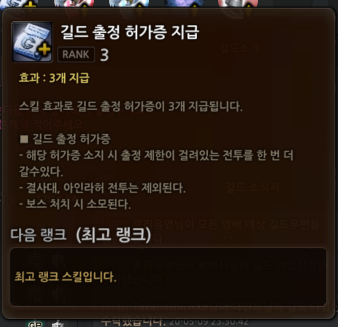 길드 출정 허가증 지급
RANK 3
효과 : 3개 지급
스킬 효과로 길드 출정 허가증이 3개 지급됩니다.
■ 길드 출정 허가증
- 해당 허가증 소지 시 출정 제한이 걸려있는 전투를 한 번 더
갈수있다.
- 결사대, 아인라허 전투는 제외된다.
- 보스 처치 시 소모된다.
다음 랭크 (최고 랭크)
최고 랭크 스킬입니다.